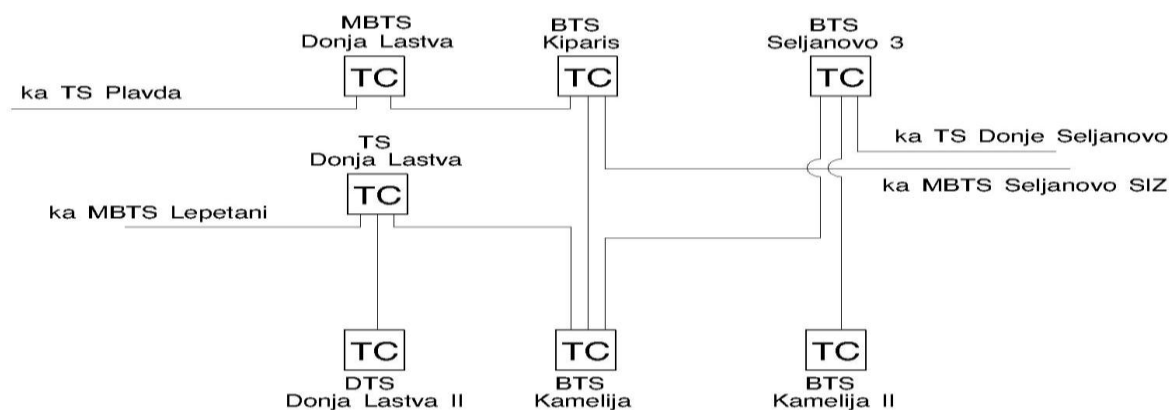 MBTS
Donja Lastva
TC
BTS
Kiparis
TC
BTS
Seljanovo 3
TC
ka TS Plavda
TS
Donja Lastva
TC
ka TS Donje Seljanovo
ka MBTS Seljanovo SIZ
ka MBTS Lepetani
TC
DTS
Donja Lastva II
TC
BTS
Kamelija
TC
BTS
Kamelija II